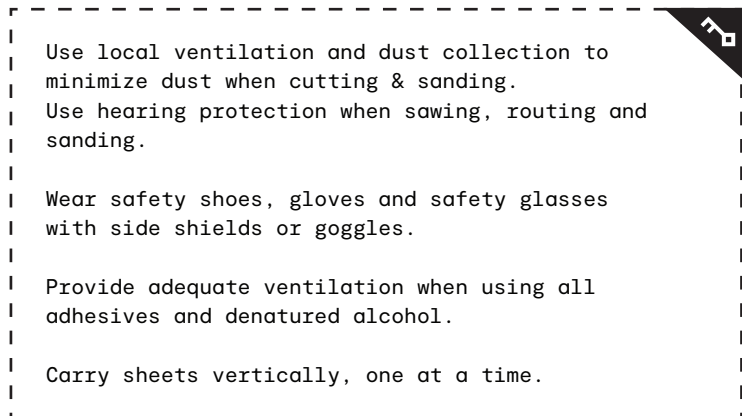 Use local ventilation and dust collection to
minimize dust when cutting & sanding.
Use hearing protection when sawing, routing and
sanding.
Wear safety shoes, gloves and safety glasses
with side shields or goggles.
Provide adequate ventilation when using all
adhesives and denatured alcohol.
Carry sheets vertically, one at a time.